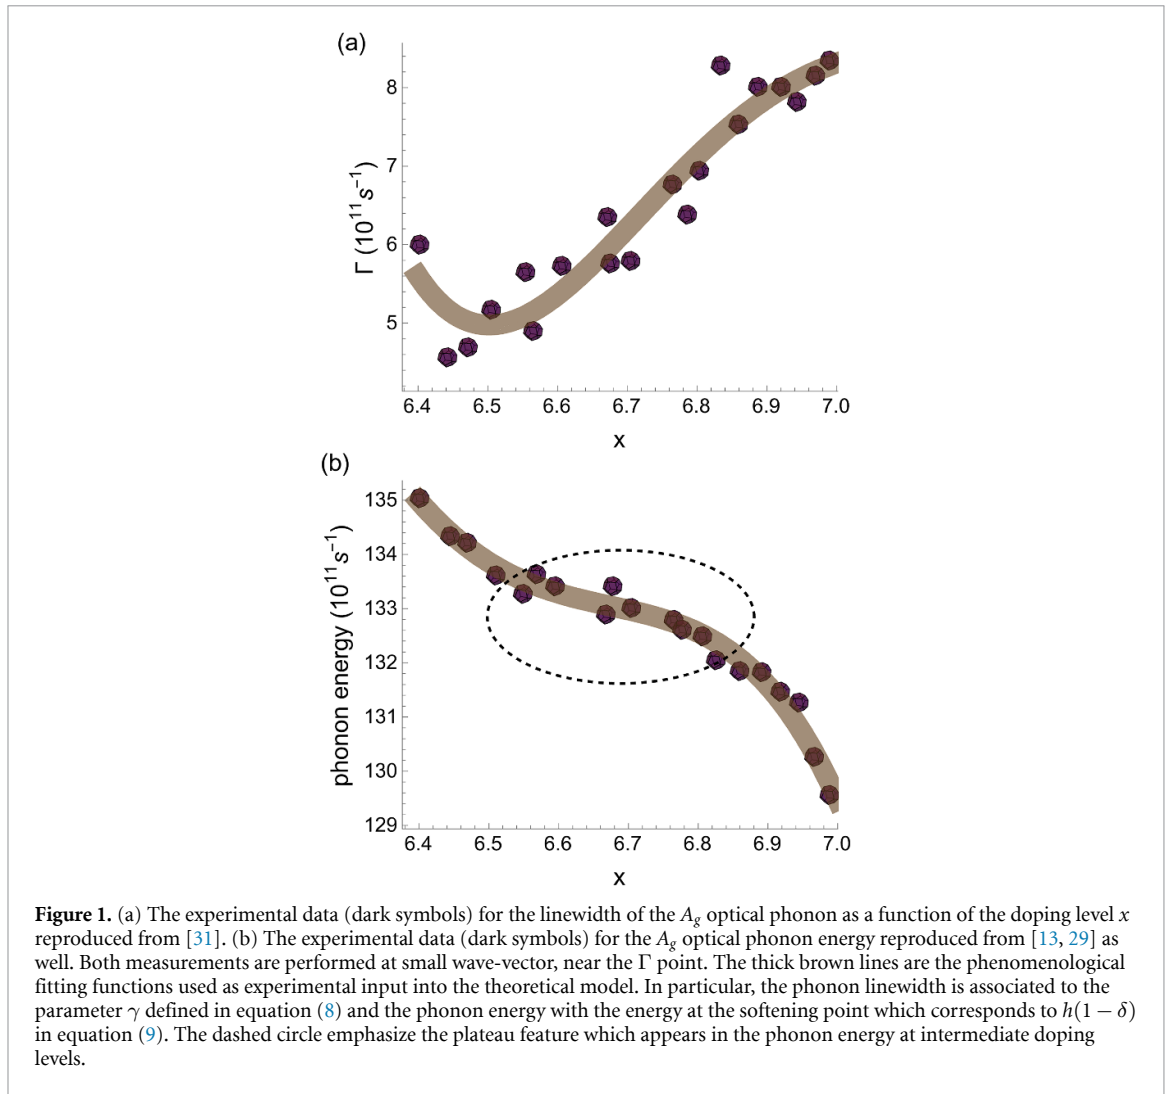 (a)
8
7
6
5
Γ (10¹¹s⁻¹)
6.4 6.5 6.6 6.7 6.8 6.9 7.0
x
(b)
135
134
133
132
131
130
129
phonon energy (10¹¹s⁻¹)
6.4 6.5 6.6 6.7 6.8 6.9 7.0
x
Figure 1. (a) The experimental data (dark symbols) for the linewidth of the A_g optical phonon as a function of the doping level x
reproduced from [31]. (b) The experimental data (dark symbols) for the A_g optical phonon energy reproduced from [13, 29] as
well. Both measurements are performed at small wave-vector, near the Γ point. The thick brown lines are the phenomenological
fitting functions used as experimental input into the theoretical model. In particular, the phonon linewidth is associated to the
parameter γ defined in equation (8) and the phonon energy with the energy at the softening point which corresponds to h(1 − δ)
in equation (9). The dashed circle emphasize the plateau feature which appears in the phonon energy at intermediate doping
levels.